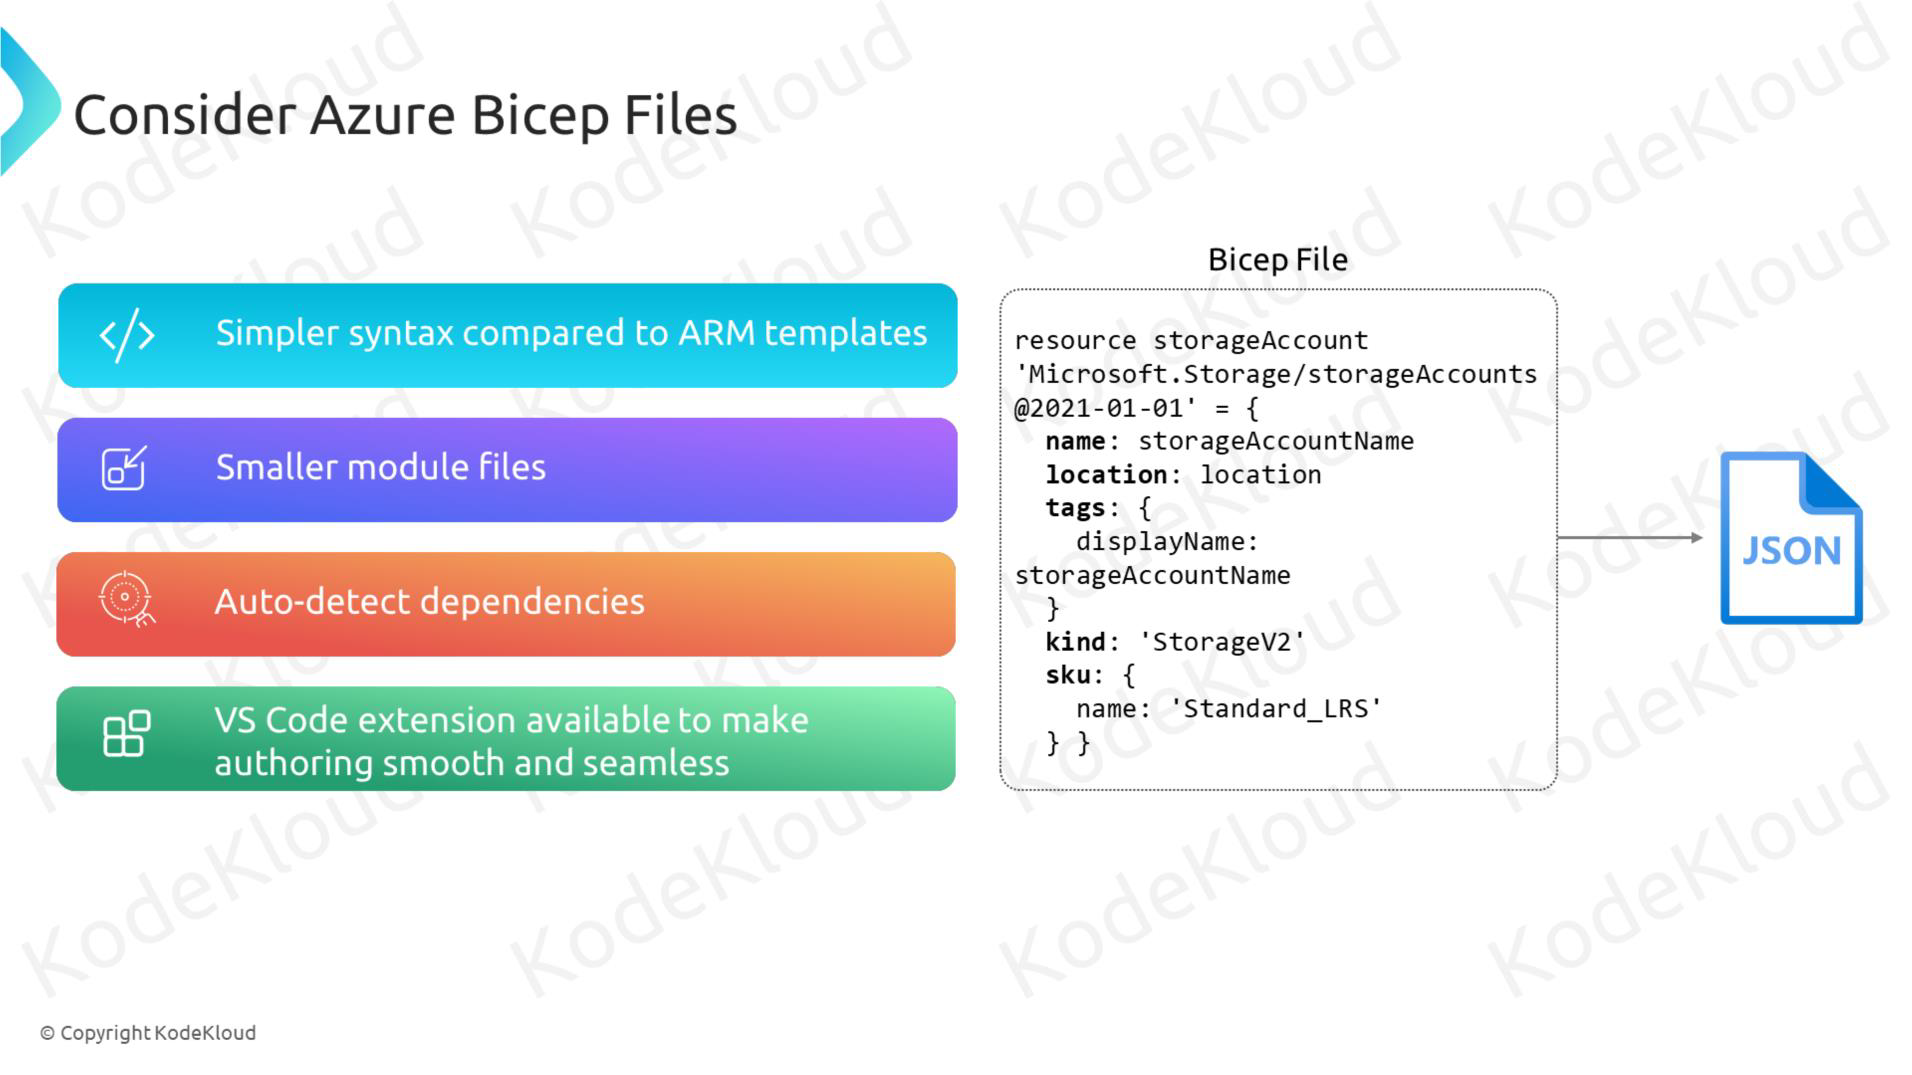 Consider Azure Bicep Files
Simpler syntax compared to ARM templates
Smaller module files
Auto-detect dependencies
VS Code extension available to make
authoring smooth and seamless
Bicep File
resource storageAccount
'Microsoft.Storage/storageAccounts
@2021-01-01' = {
  name: storageAccountName
  location: location
  tags: {
    displayName:
storageAccountName
  }
  kind: 'StorageV2'
  sku: {
    name: 'Standard_LRS'
  } }
JSON
© Copyright KodeKloud
KodeKloud